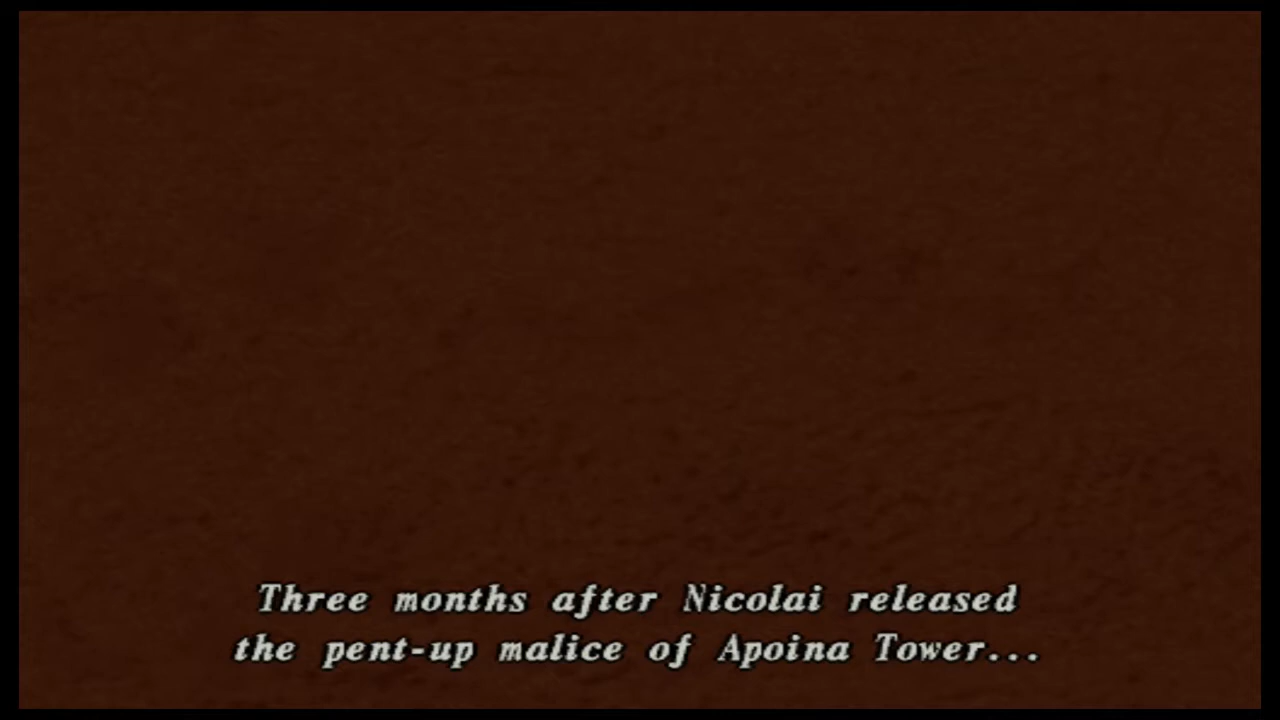 Three months after Nicolai released
the pent-up malice of Apoina Tower...